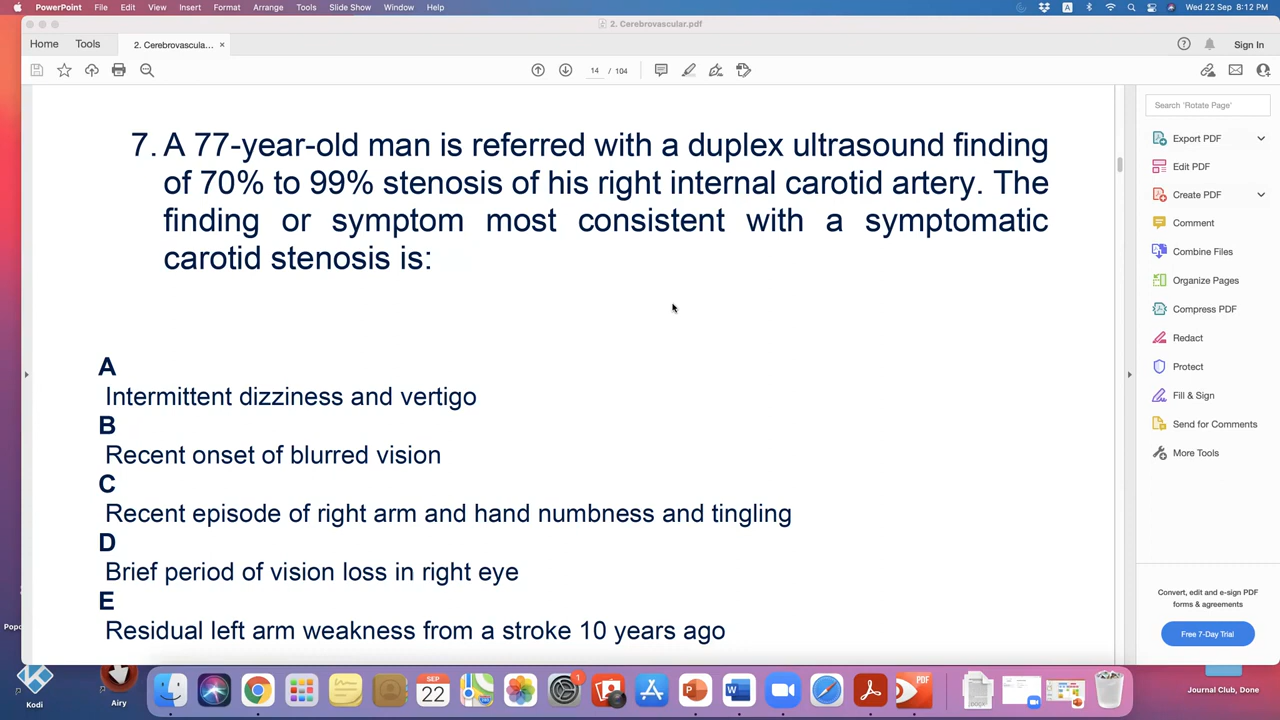 PowerPoint File Edit View Insert Format Arrange Tools Slide Show Window Help A Wed 22 Sep 8:12 PM
2. Cerebrovascular.pdf
Home Tools 2. Cerebrovascula... × Sign In
14 / 104
Search 'Rotate Page'
Export PDF
Edit PDF
Create PDF
Comment
Combine Files
Organize Pages
Compress PDF
Redact
Protect
Fill & Sign
Send for Comments
More Tools
Convert, edit and e-sign PDF
forms & agreements
Free 7-Day Trial
7. A 77-year-old man is referred with a duplex ultrasound finding
of 70% to 99% stenosis of his right internal carotid artery. The
finding or symptom most consistent with a symptomatic
carotid stenosis is:
A
Intermittent dizziness and vertigo
B
Recent onset of blurred vision
C
Recent episode of right arm and hand numbness and tingling
D
Brief period of vision loss in right eye
E
Residual left arm weakness from a stroke 10 years ago
Kodi
Airy
SEP
22
1
PDF
Journal Club, Done